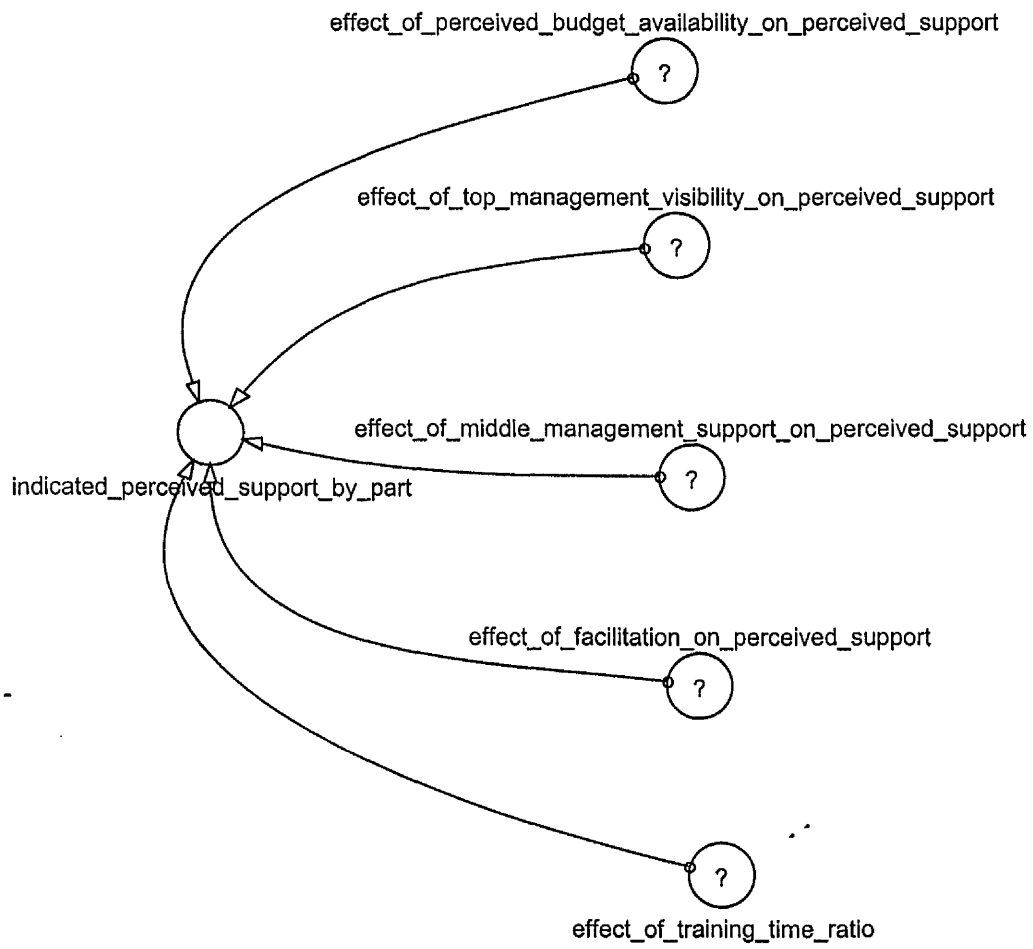 effect_of_perceived_budget_availability_on_perceived_support
?
effect_of_top_management_visibility_on_perceived_support
?
effect_of_middle_management_support_on_perceived_support
?
indicated_perceived_support_by_part
effect_of_facilitation_on_perceived_support
?
?
effect_of_training_time_ratio